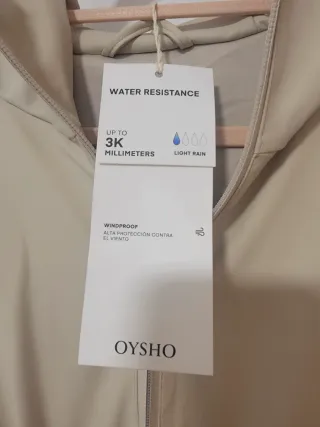 WATER RESISTANCE
UP TO
3K
MILLIMETERS
LIGHT RAIN
WINDPROOF
ALTA PROTECCIÓN CONTRA
EL VIENTO
OYSHO